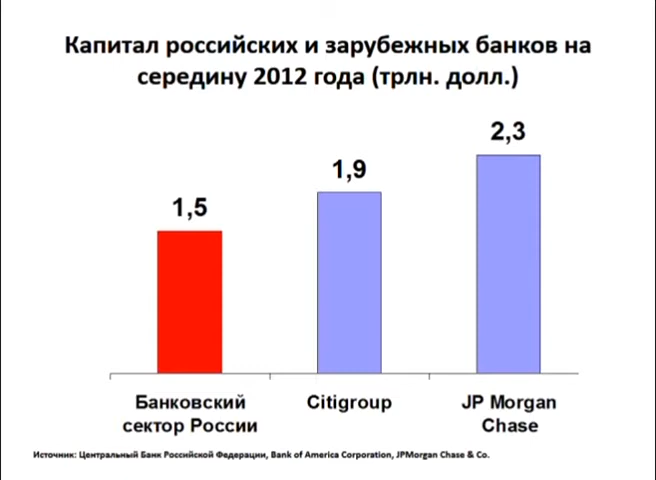 Капитал российских и зарубежных банков на
середину 2012 года (трлн. долл.)
2,3
1,9
1,5
Банковский
сектор России
Citigroup
JP Morgan
Chase
Источник: Центральный Банк Российской Федерации, Bank of America Corporation, JPMorgan Chase & Co.